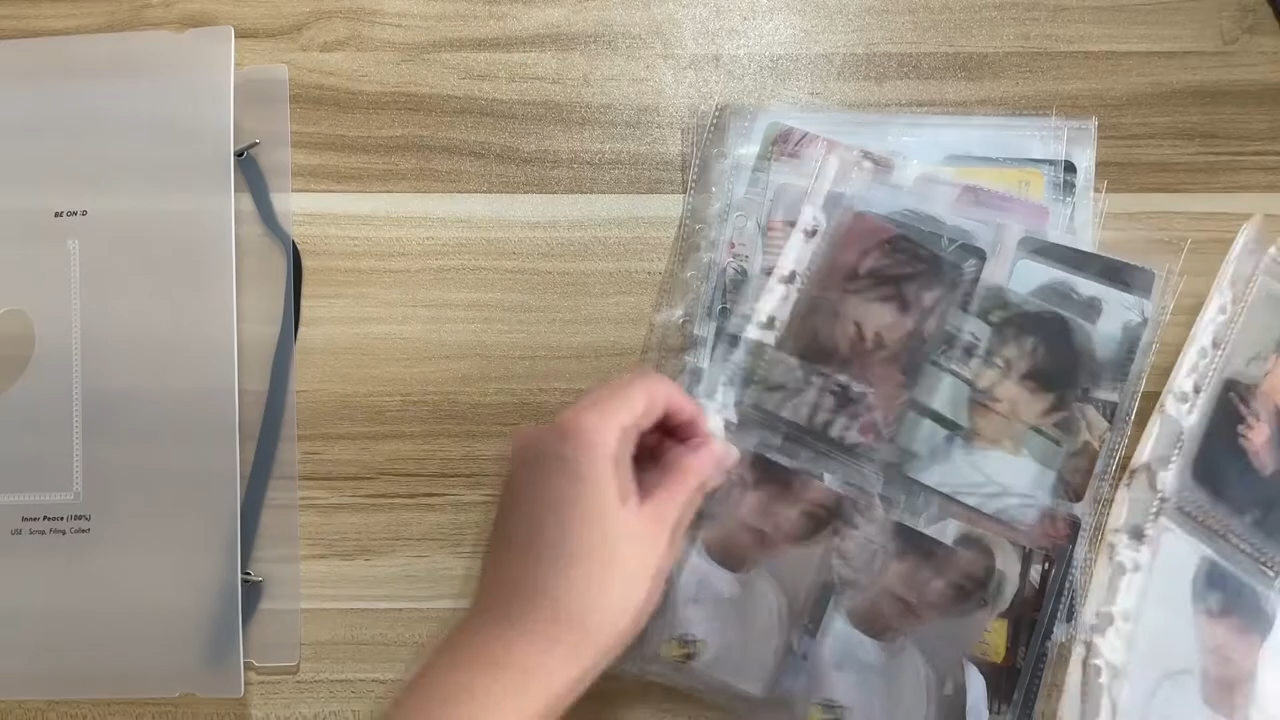 BE ON :D
Inner Peace (100%)
USE : Scrap, Filing, Collect